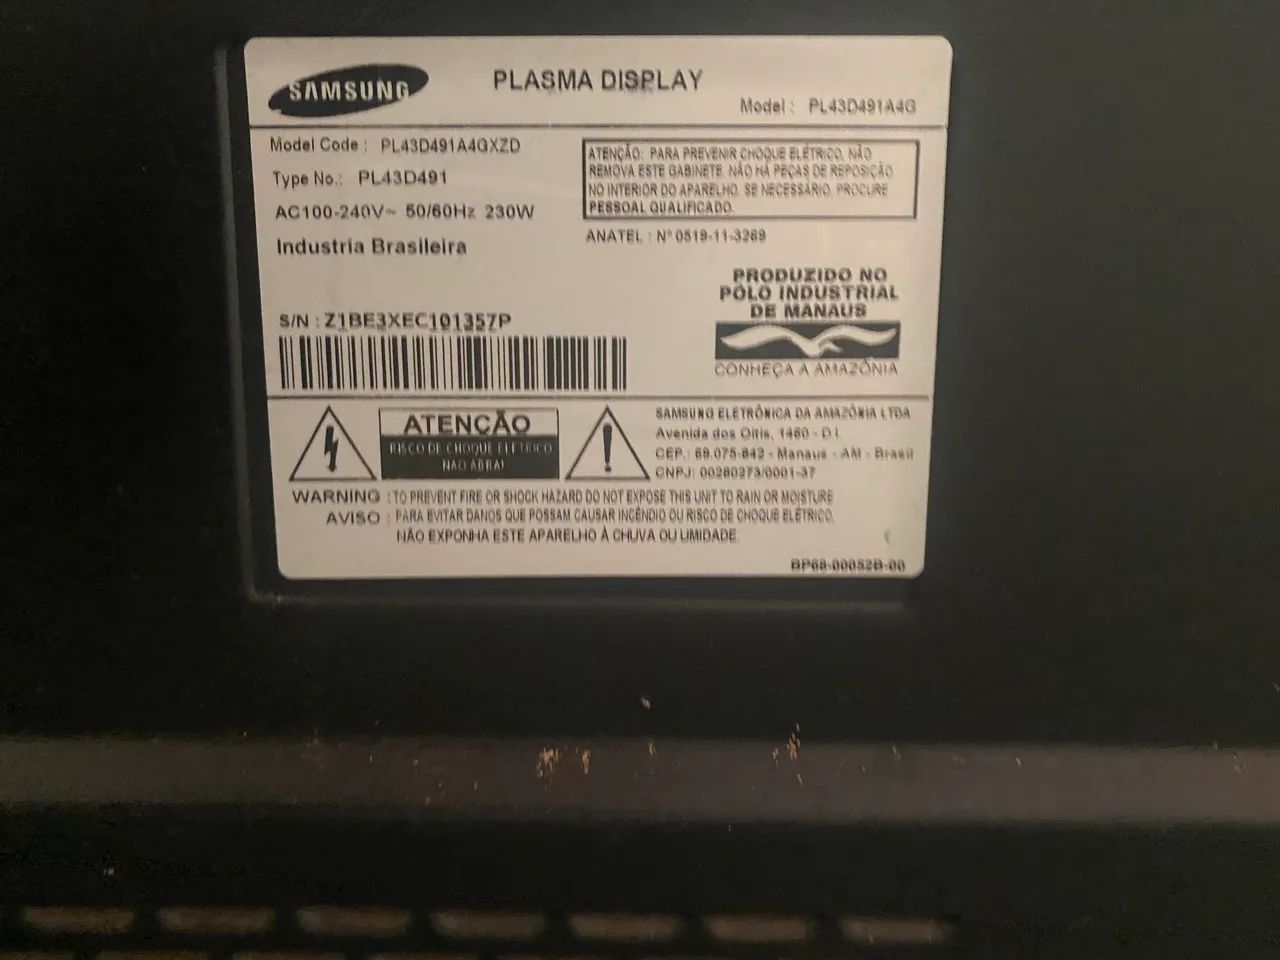 SAMSUNG
PLASMA DISPLAY
Model : PL43D491A4G
Model Code : PL43D491A4GXZD
Type No.: PL43D491
AC100-240V~ 50/60Hz 230W
Industria Brasileira
ATENÇÃO: PARA PREVENIR CHOQUE ELÉTRICO, NÃO
REMOVA ESTE GABINETE. NÃO HÁ PEÇAS DE REPOSIÇÃO
NO INTERIOR DO APARELHO. SE NECESSÁRIO, PROCURE
PESSOAL QUALIFICADO.
ANATEL : Nº 0519-11-3269
PRODUZIDO NO
PÓLO INDUSTRIAL
DE MANAUS
CONHEÇA A AMAZÔNIA
S/N : Z1BE3XEC101357P
ATENÇÃO
RISCO DE CHOQUE ELÉTRICO
NÃO ABRA!
SAMSUNG ELETRÔNICA DA AMAZÔNIA LTDA
Avenida dos Oitis, 1460 - D I
CEP.: 69.075-842 - Manaus - AM - Brasil
CNPJ: 00280273/0001-37
WARNING : TO PREVENT FIRE OR SHOCK HAZARD DO NOT EXPOSE THIS UNIT TO RAIN OR MOISTURE
AVISO : PARA EVITAR DANOS QUE POSSAM CAUSAR INCÊNDIO OU RISCO DE CHOQUE ELÉTRICO.
NÃO EXPONHA ESTE APARELHO À CHUVA OU UMIDADE.
BP68-00052B-00